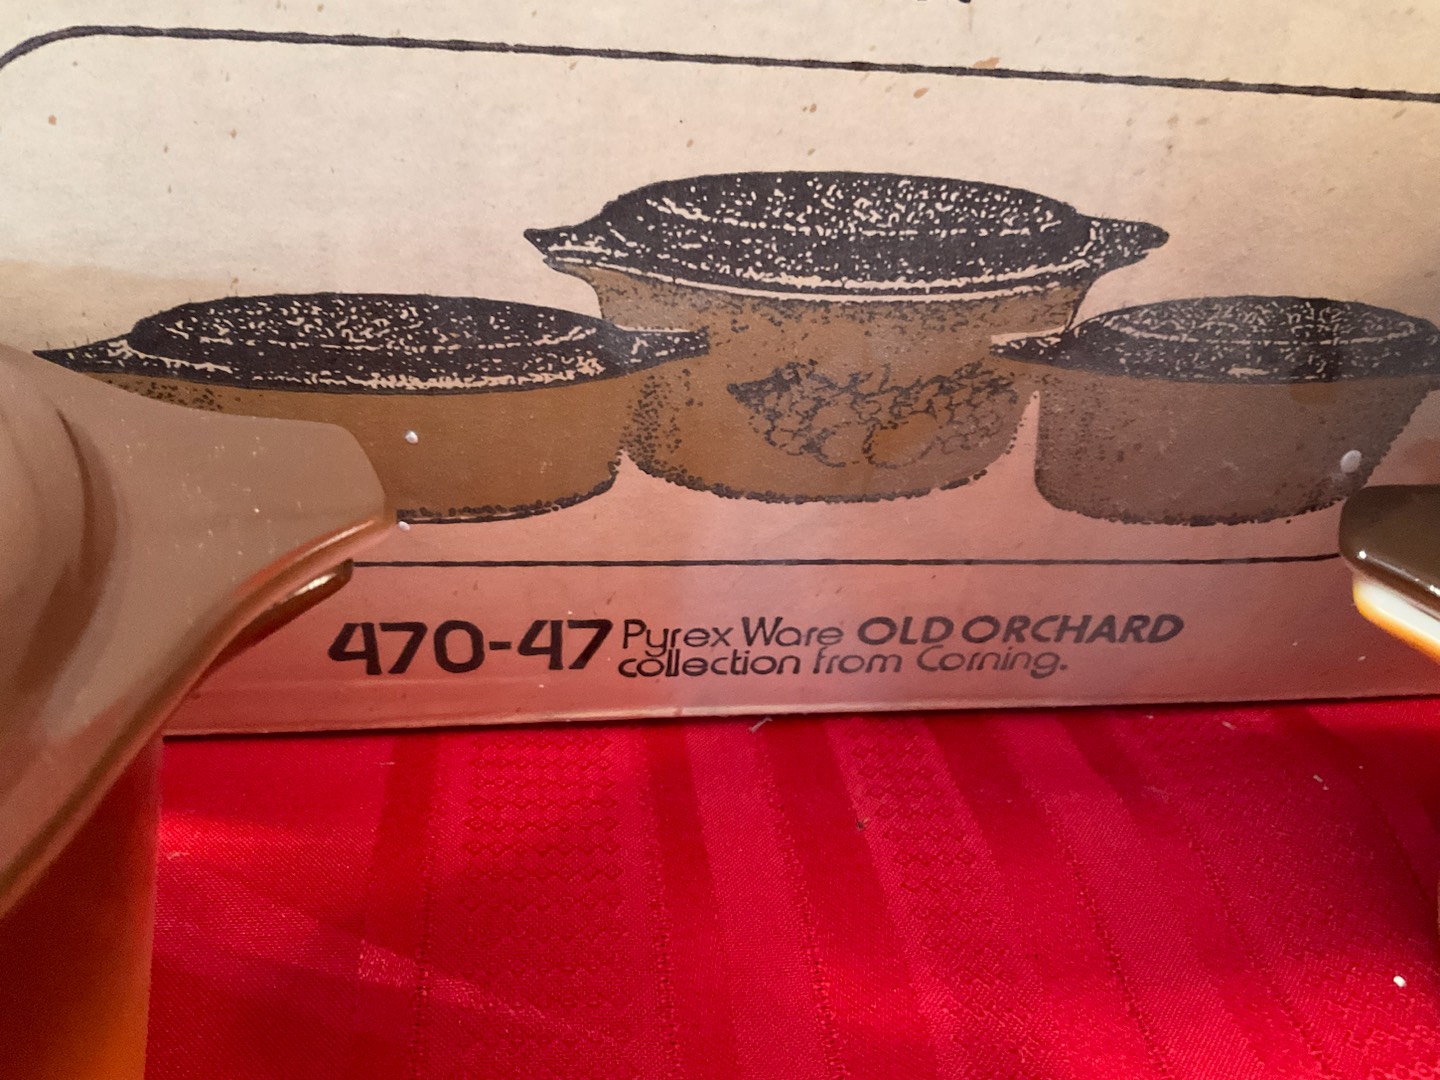 470-47 Pyrex Ware OLD ORCHARD
collection from Corning.